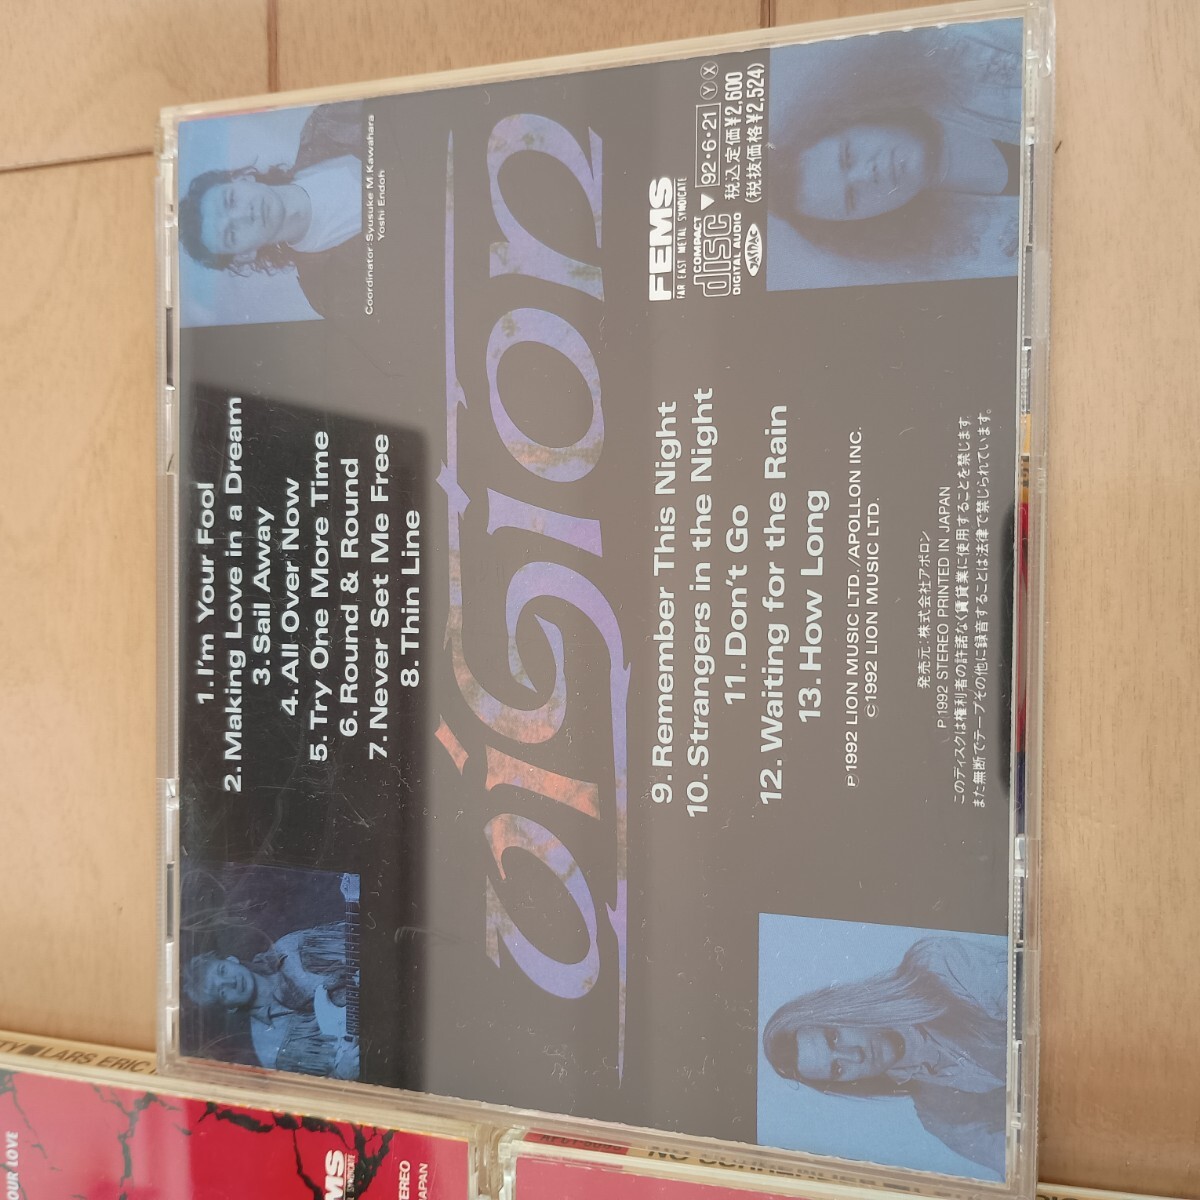 Coordinator: Syusuke M. Kawahara
Yoshi Endoh
1. I'm Your Fool
2. Making Love in a Dream
3. Sail Away
4. All Over Now
5. Try One More Time
6. Round & Round
7. Never Set Me Free
8. Thin Line
9. Remember This Night
10. Strangers in the Night
11. Don't Go
12. Waiting for the Rain
13. How Long
FEMS
FAR EAST METAL SYNDICATE
COMPACT
disc
DIGITAL AUDIO
▼ 92・6・21 Ⓨ Ⓧ
税込定価¥2,600
(税抜価格¥2,524)
JASRAC
Ⓟ1992 LION MUSIC LTD./APOLLON INC.
©1992 LION MUSIC LTD.
発売元:株式会社アポロン
P1992 STEREO PRINTED IN JAPAN
このディスクは権利者の許諾なく賃貸業に使用することを禁じます
また無断でテープその他に録音することは法律で禁じられています。
TY■LARS ERIC
OUR LOVE
EMS
SYNDICATE
STEREO
JAPAN